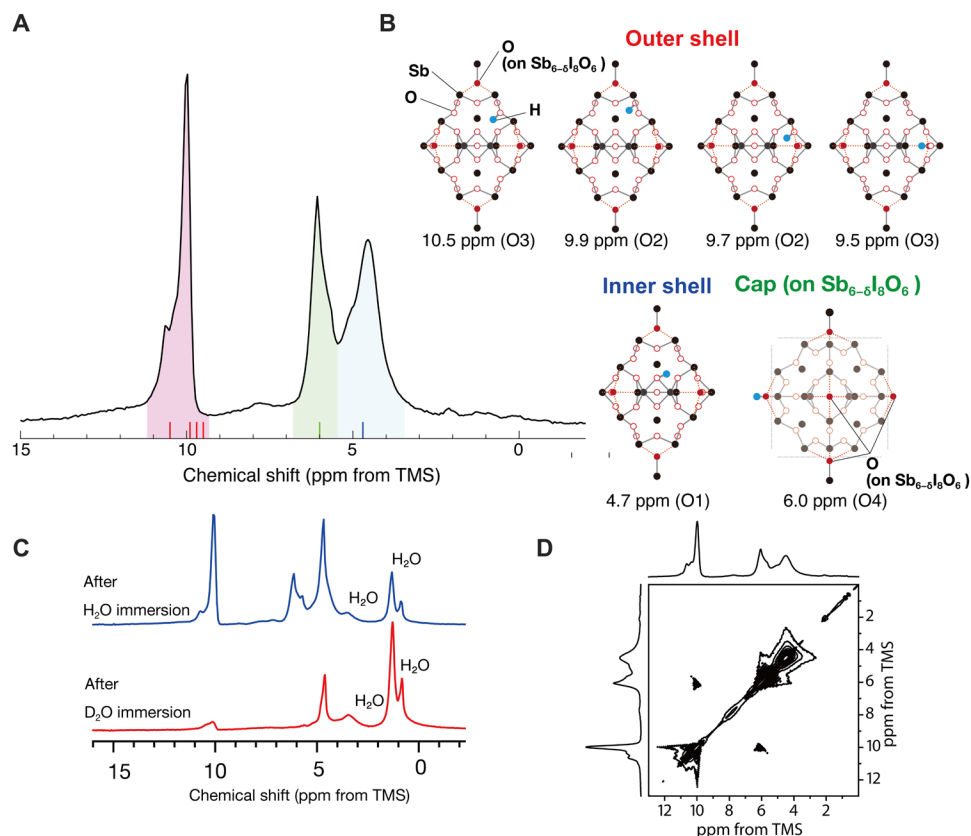 A
15
10
5
0
Chemical shift (ppm from TMS)
B
Outer shell
O
(on Sb6–δI8O6 )
Sb
O
H
10.5 ppm (O3)
9.9 ppm (O2)
9.7 ppm (O2)
9.5 ppm (O3)
Inner shell
Cap (on Sb6–δI8O6 )
O
(on Sb6–δI8O6 )
4.7 ppm (O1)
6.0 ppm (O4)
C
After
H2O immersion
H2O
H2O
After
D2O immersion
H2O
H2O
15
10
5
0
Chemical shift (ppm from TMS)
D
2
4
6
8
10
12
ppm from TMS
12 10 8 6 4 2
ppm from TMS